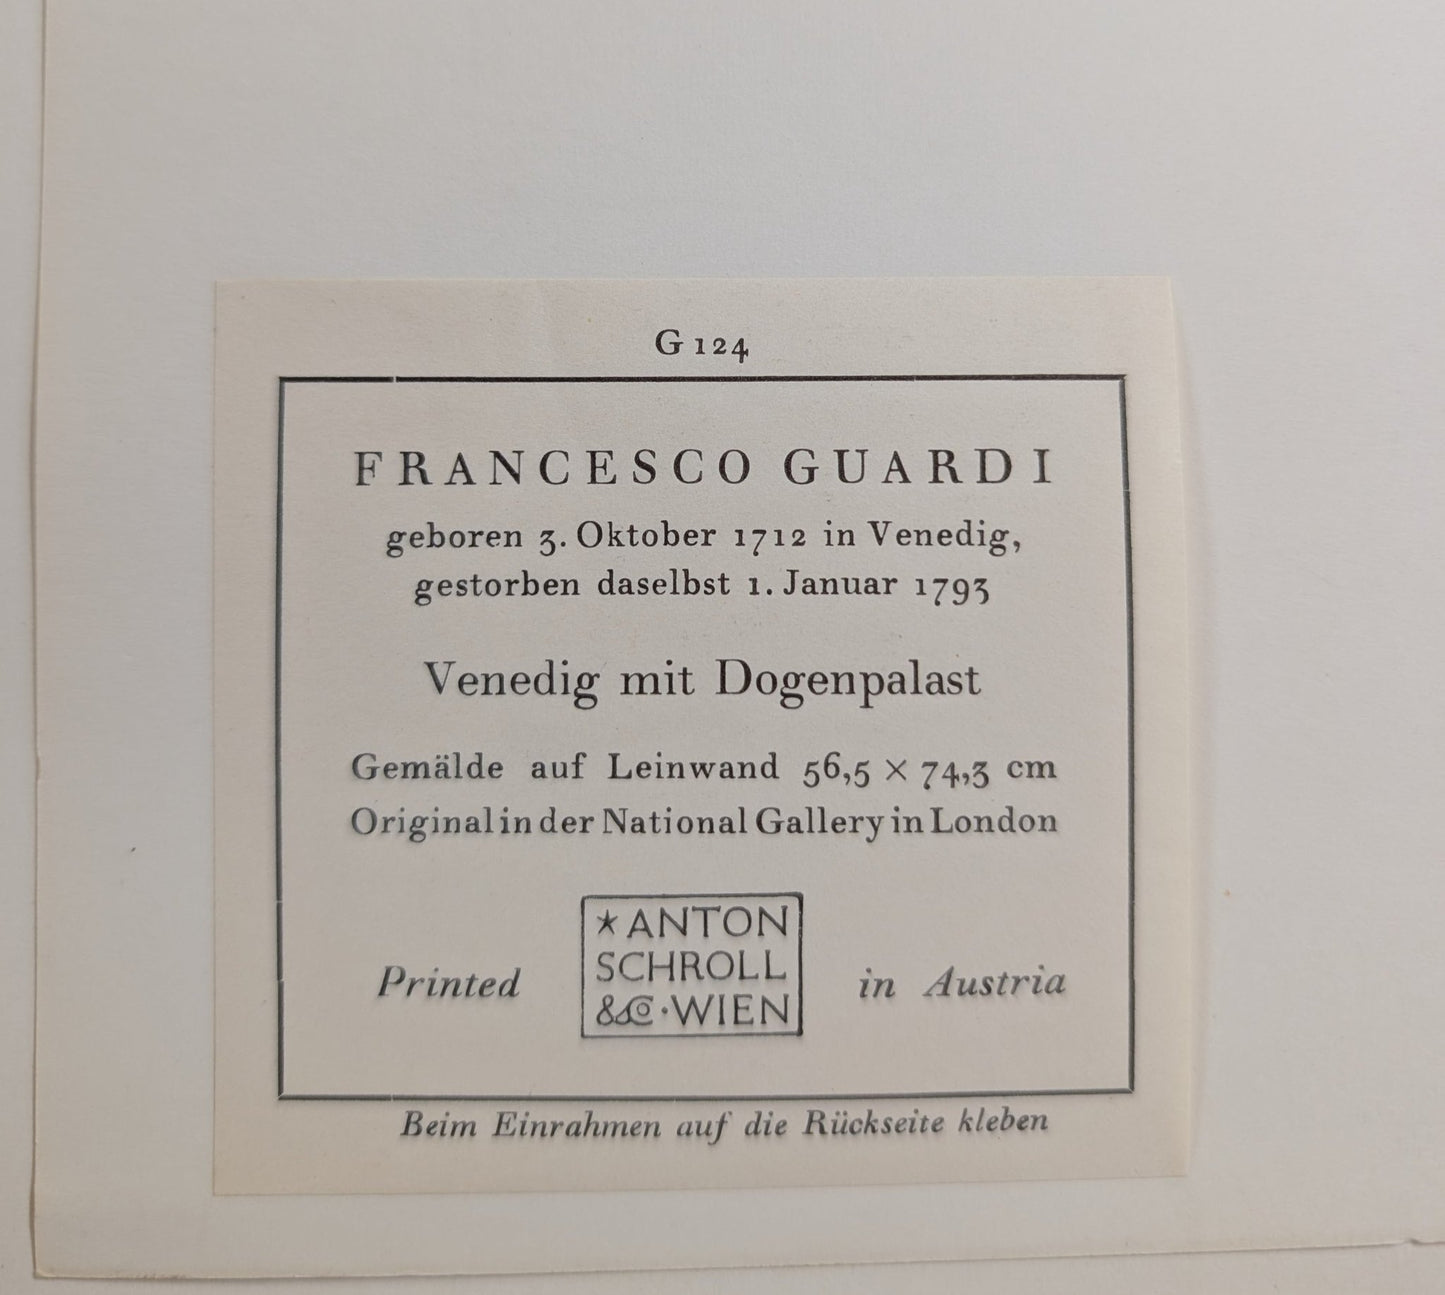 G 124
FRANCESCO GUARDI
geboren 3. Oktober 1712 in Venedig,
gestorben daselbst 1. Januar 1793
Venedig mit Dogenpalast
Gemälde auf Leinwand 56,5 × 74,3 cm
Original in der National Gallery in London
★ ANTON
SCHROLL
& Co · WIEN
Printed in Austria
Beim Einrahmen auf die Rückseite kleben